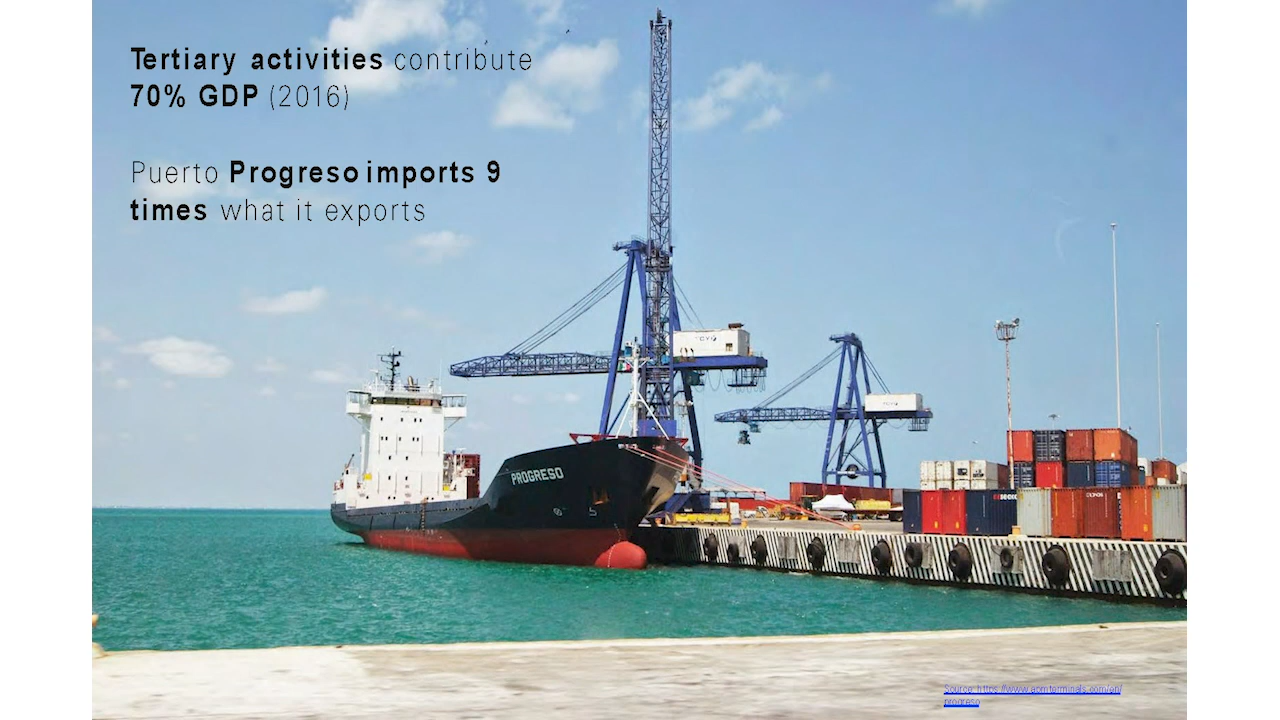 Tertiary activities contribute
70% GDP (2016)
Puerto Progreso imports 9
times what it exports
PROGRESO
Source: https://www.apmterminals.com/en/
progreso